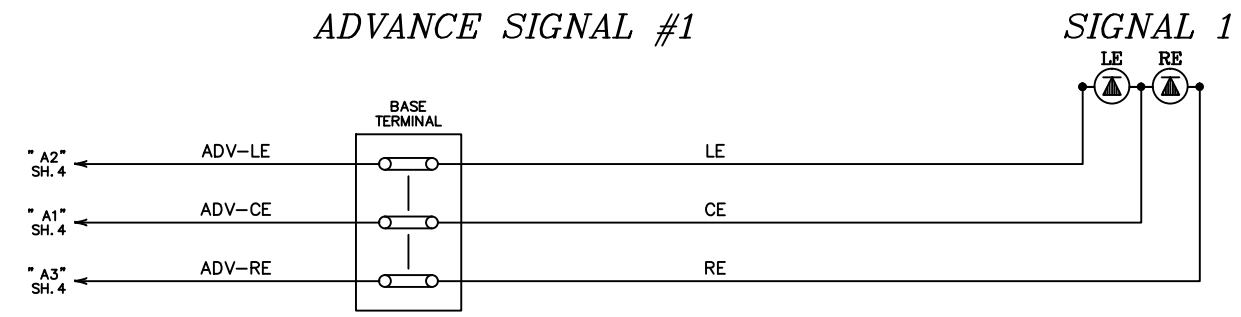 ADVANCE SIGNAL #1
SIGNAL 1
LE RE
BASE
TERMINAL
"A2"
SH. 4
ADV-LE
LE
"A1"
SH. 4
ADV-CE
CE
"A3"
SH. 4
ADV-RE
RE